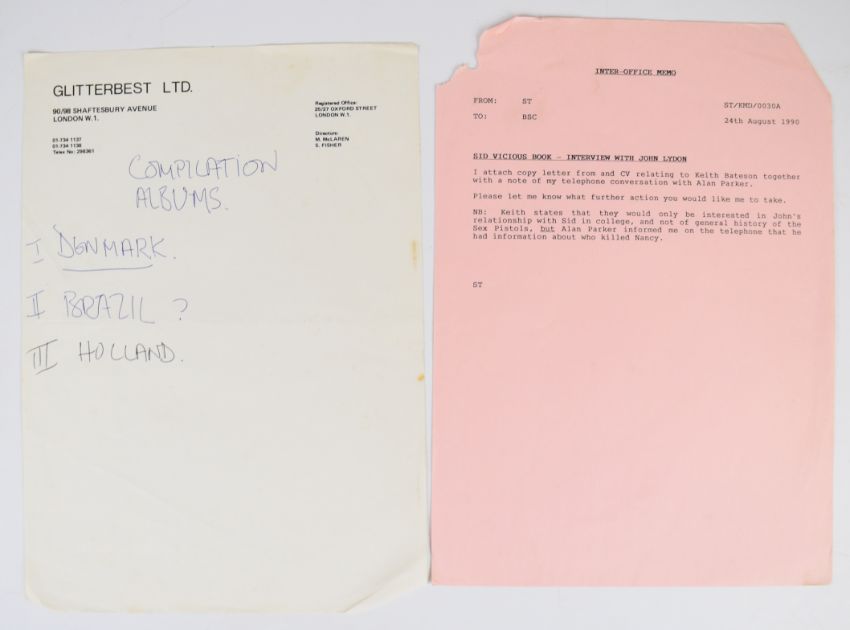 GLITTERBEST LTD.
90/98 SHAFTESBURY AVENUE
LONDON W.1.
01-734 1137
01-734 1138
Telex No: 296361
Registered Office:
25/27 OXFORD STREET
LONDON W.1.
Directors:
M. McLAREN
S. FISHER
COMPILATION
ALBUMS.
I DENMARK.
II BRAZIL ?
III HOLLAND.
INTER-OFFICE MEMO
FROM: ST
TO: BSC
ST/KMD/0030A
24th August 1990
SID VICIOUS BOOK - INTERVIEW WITH JOHN LYDON
I attach copy letter from and CV relating to Keith Bateson together
with a note of my telephone conversation with Alan Parker.
Please let me know what further action you would like me to take.
NB: Keith states that they would only be interested in John's
relationship with Sid in college, and not of general history of the
Sex Pistols, but Alan Parker informed me on the telephone that he
had information about who killed Nancy.
ST